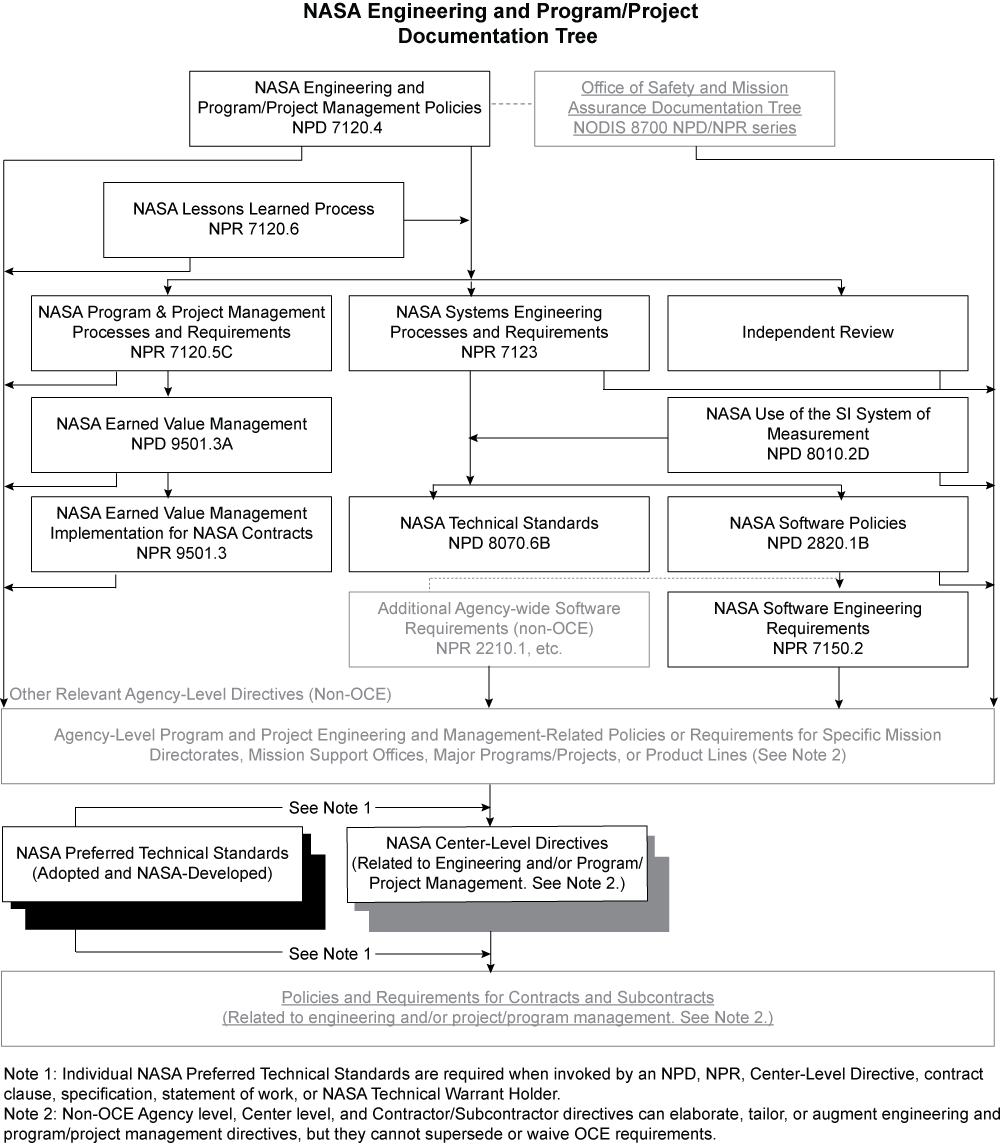 NASA Engineering and Program/Project
Documentation Tree
NASA Engineering and
Program/Project Management Policies
NPD 7120.4
Office of Safety and Mission
Assurance Documentation Tree
NODIS 8700 NPD/NPR series
NASA Lessons Learned Process
NPR 7120.6
NASA Program & Project Management
Processes and Requirements
NPR 7120.5C
NASA Systems Engineering
Processes and Requirements
NPR 7123
Independent Review
NASA Earned Value Management
NPD 9501.3A
NASA Use of the SI System of
Measurement
NPD 8010.2D
NASA Earned Value Management
Implementation for NASA Contracts
NPR 9501.3
NASA Technical Standards
NPD 8070.6B
NASA Software Policies
NPD 2820.1B
Additional Agency-wide Software
Requirements (non-OCE)
NPR 2210.1, etc.
NASA Software Engineering
Requirements
NPR 7150.2
Other Relevant Agency-Level Directives (Non-OCE)
Agency-Level Program and Project Engineering and Management-Related Policies or Requirements for Specific Mission
Directorates, Mission Support Offices, Major Programs/Projects, or Product Lines (See Note 2)
See Note 1
NASA Preferred Technical Standards
(Adopted and NASA-Developed)
NASA Center-Level Directives
(Related to Engineering and/or Program/
Project Management. See Note 2.)
See Note 1
Policies and Requirements for Contracts and Subcontracts
(Related to engineering and/or project/program management. See Note 2.)
Note 1: Individual NASA Preferred Technical Standards are required when invoked by an NPD, NPR, Center-Level Directive, contract
clause, specification, statement of work, or NASA Technical Warrant Holder.
Note 2: Non-OCE Agency level, Center level, and Contractor/Subcontractor directives can elaborate, tailor, or augment engineering and
program/project management directives, but they cannot supersede or waive OCE requirements.